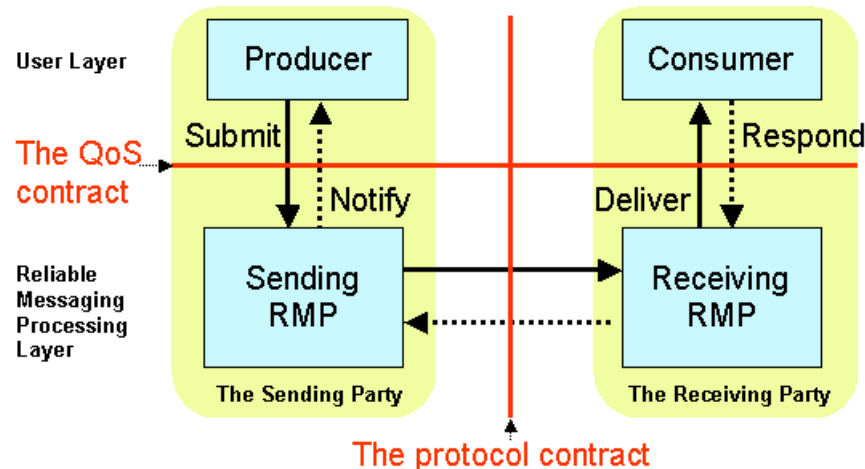 User Layer
Producer
Consumer
Submit
Respond
The QoS
contract
Notify
Deliver
Reliable
Messaging
Processing
Layer
Sending
RMP
Receiving
RMP
The Sending Party
The Receiving Party
The protocol contract